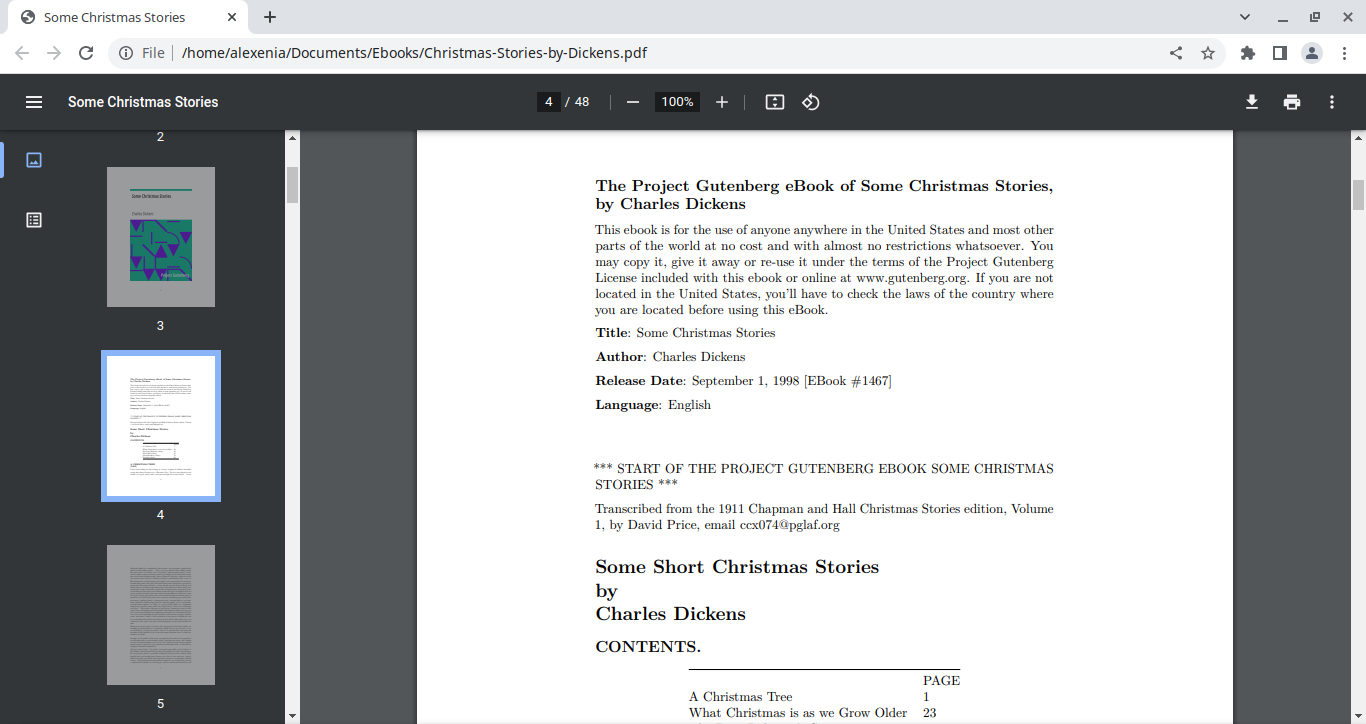 Some Christmas Stories
File
/home/alexenia/Documents/Ebooks/Christmas-Stories-by-Dickens.pdf
Some Christmas Stories
4 / 48
100%
2
Some Christmas Stories
3
4
5
The Project Gutenberg eBook of Some Christmas Stories,
by Charles Dickens
This ebook is for the use of anyone anywhere in the United States and most other
parts of the world at no cost and with almost no restrictions whatsoever. You
may copy it, give it away or re-use it under the terms of the Project Gutenberg
License included with this ebook or online at www.gutenberg.org. If you are not
located in the United States, you'll have to check the laws of the country where
you are located before using this eBook.
Title: Some Christmas Stories
Author: Charles Dickens
Release Date: September 1, 1998 [EBook #1467]
Language: English
*** START OF THE PROJECT GUTENBERG EBOOK SOME CHRISTMAS
STORIES ***
Transcribed from the 1911 Chapman and Hall Christmas Stories edition, Volume
1, by David Price, email ccx074@pglaf.org
Some Short Christmas Stories
by
Charles Dickens
CONTENTS.
PAGE
A Christmas Tree 1
What Christmas is as we Grow Older 23